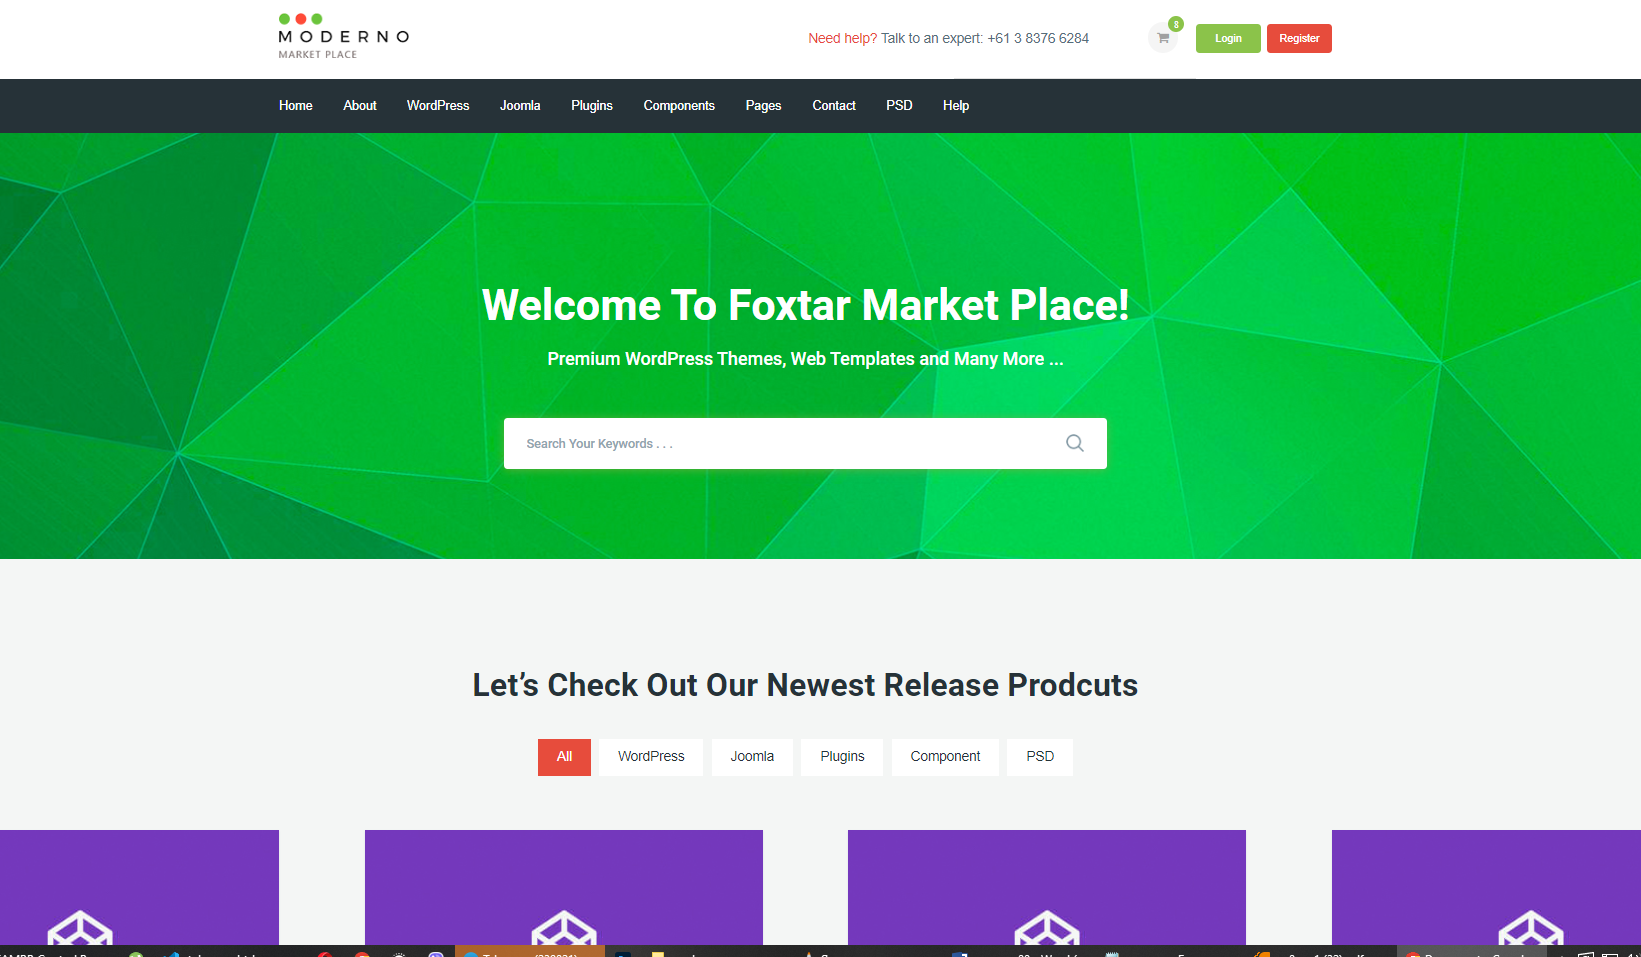 MODERNO
MARKET PLACE
Need help? Talk to an expert: +61 3 8376 6284
8
Login
Register
Home About WordPress Joomla Plugins Components Pages Contact PSD Help
Welcome To Foxtar Market Place!
Premium WordPress Themes, Web Templates and Many More ...
Search Your Keywords . . .
Let’s Check Out Our Newest Release Prodcuts
All WordPress Joomla Plugins Component PSD